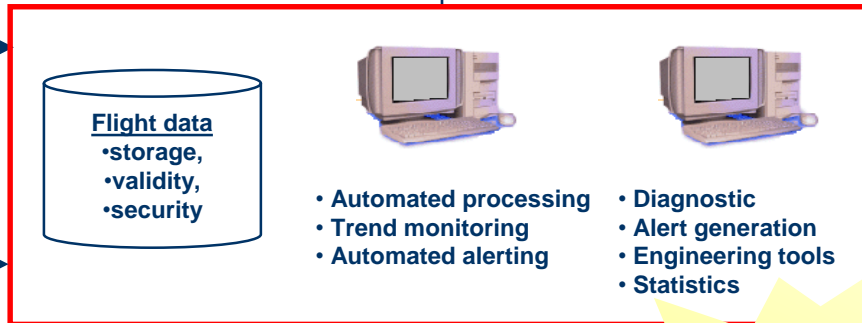 Flight data
•storage,
•validity,
•security
• Automated processing
• Trend monitoring
• Automated alerting
• Diagnostic
• Alert generation
• Engineering tools
• Statistics